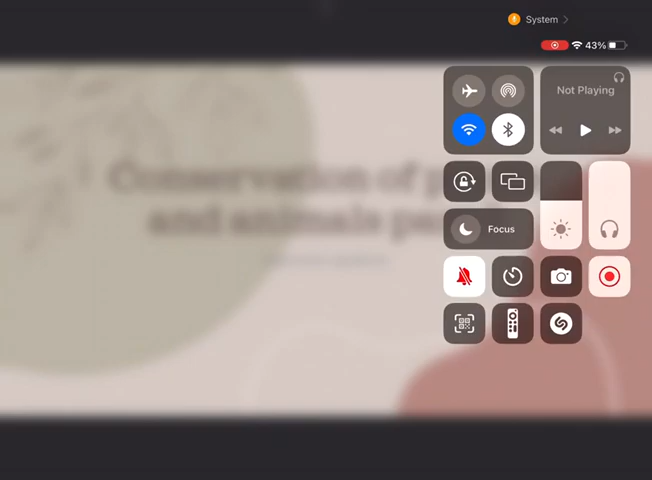 System
43%
Not Playing
Conservation of p
and animals pa
Focus